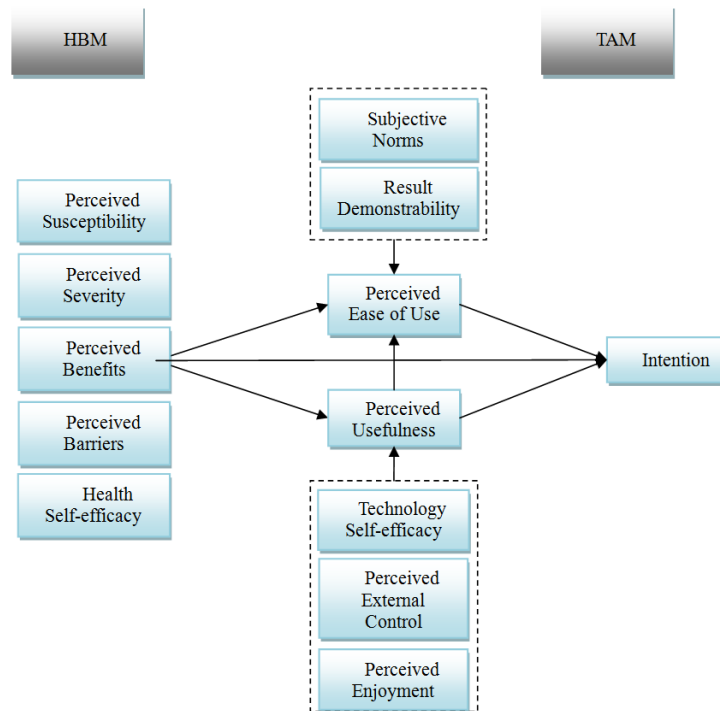 HBM
TAM
Subjective
Norms
Result
Demonstrability
Perceived
Susceptibility
Perceived
Severity
Perceived
Benefits
Perceived
Barriers
Health
Self-efficacy
Perceived
Ease of Use
Perceived
Usefulness
Intention
Technology
Self-efficacy
Perceived
External
Control
Perceived
Enjoyment